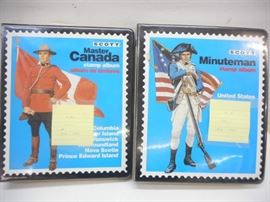 SCOTT
Master
Canada
stamp album
album de timbres
Columbia
Island
Newfoundland
Nova Scotia
Prince Edward Island
SCOTT
Minuteman
stamp album
United States